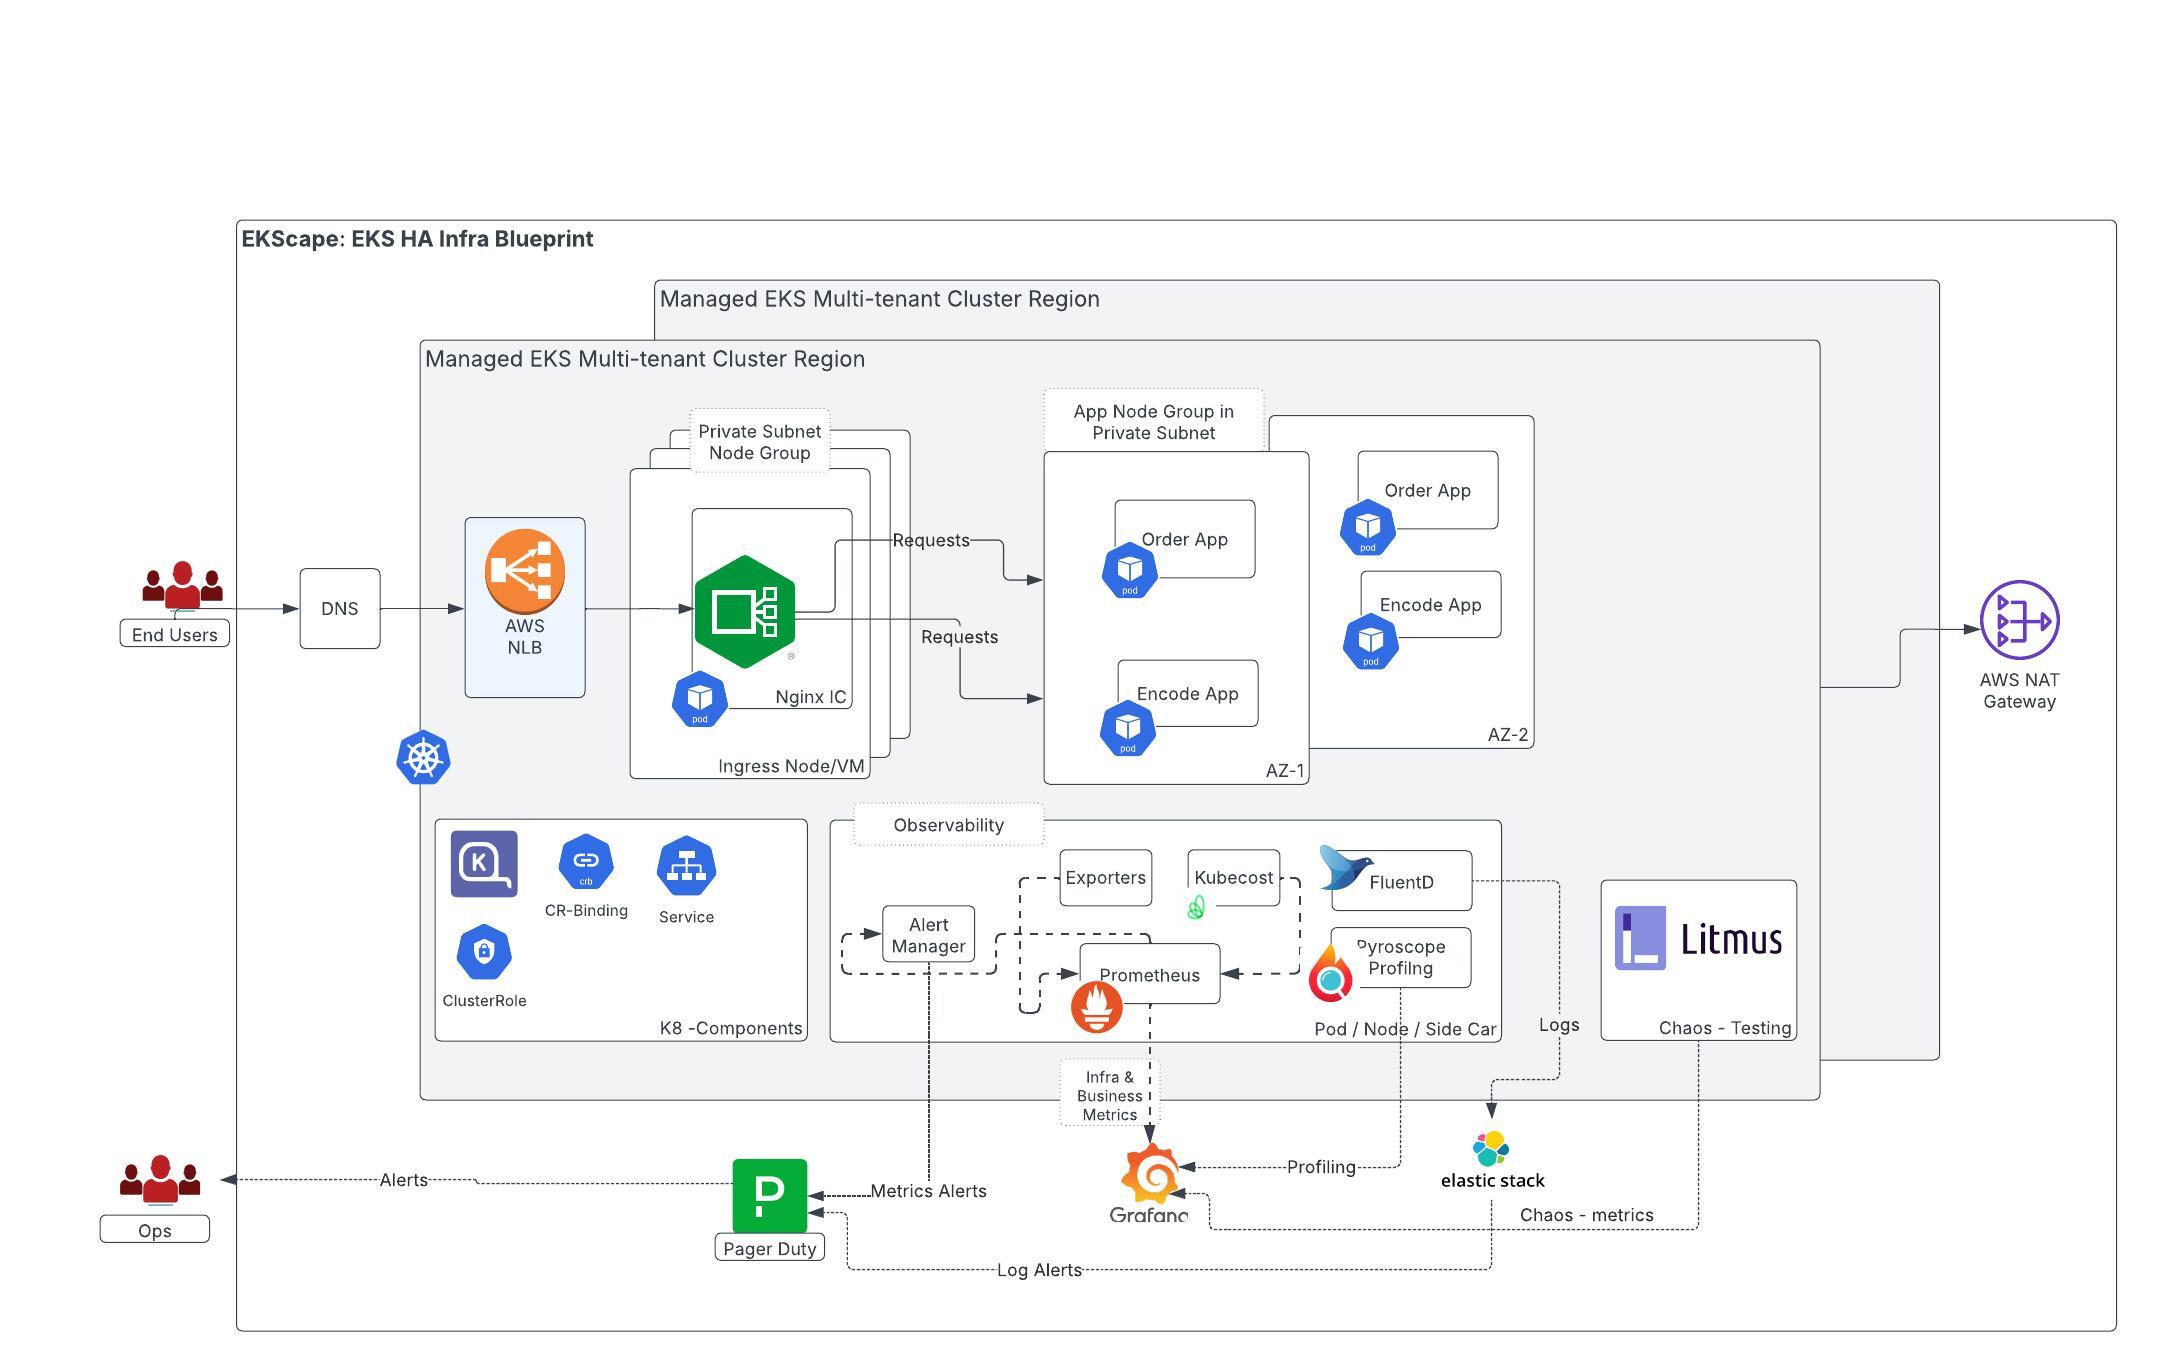 EKScape: EKS HA Infra Blueprint
Managed EKS Multi-tenant Cluster Region
Managed EKS Multi-tenant Cluster Region
Private Subnet
Node Group
App Node Group in
Private Subnet
Order App
pod
Encode App
pod
AZ-2
Order App
pod
Encode App
pod
AZ-1
Requests
Requests
End Users
DNS
AWS
NLB
®
Nginx IC
pod
Ingress Node/VM
AWS NAT
Gateway
K
crb
CR-Binding
Service
ClusterRole
K8 -Components
Observability
Exporters
Kubecost
FluentD
Alert
Manager
Prometheus
Pyroscope
Profilng
Pod / Node / Side Car
Logs
Litmus
Chaos - Testing
Infra &
Business
Metrics
Alerts
Ops
P
Pager Duty
Metrics Alerts
Grafana
Profiling
elastic stack
Chaos - metrics
Log Alerts